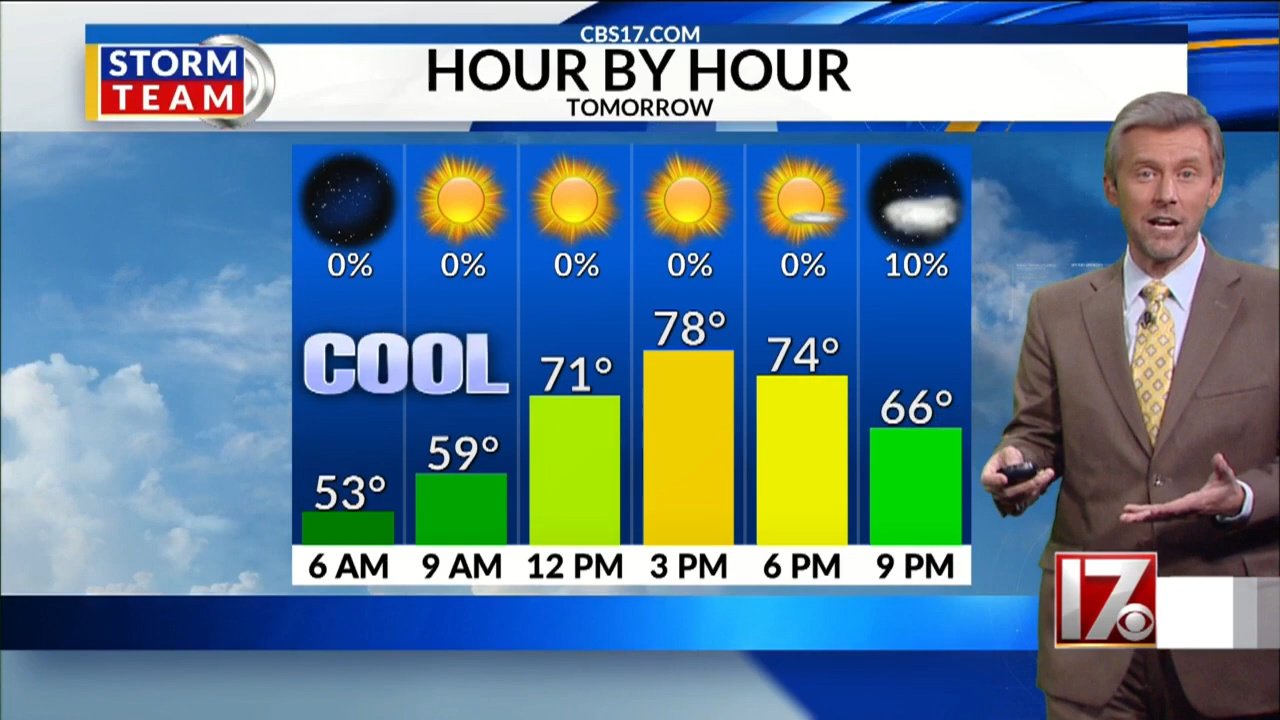 CBS17.COM
STORM
TEAM
HOUR BY HOUR
TOMORROW
0% 0% 0% 0% 0% 10%
COOL
53° 59° 71° 78° 74° 66°
6 AM 9 AM 12 PM 3 PM 6 PM 9 PM
17